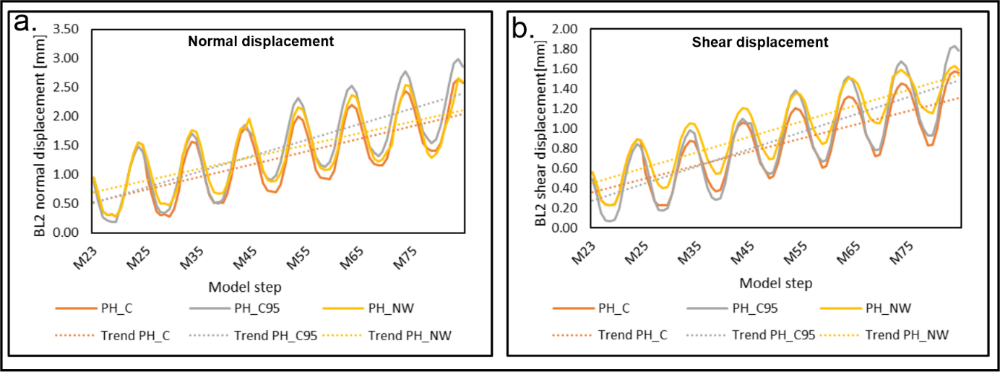 a.
Normal displacement
BL2 normal displacement [mm]
3.50
3.00
2.50
2.00
1.50
1.00
0.50
0.00
M23
M25
M35
M45
M55
M65
M75
Model step
PH_C
PH_C95
PH_NW
Trend PH_C
Trend PH_C95
Trend PH_NW
b.
Shear displacement
BL2 shear displacement[mm]
2.00
1.80
1.60
1.40
1.20
1.00
0.80
0.60
0.40
0.20
0.00
M23
M25
M35
M45
M55
M65
M75
Model step
PH_C
PH_C95
PH_NW
Trend PH_C
Trend PH_C95
Trend PH_NW